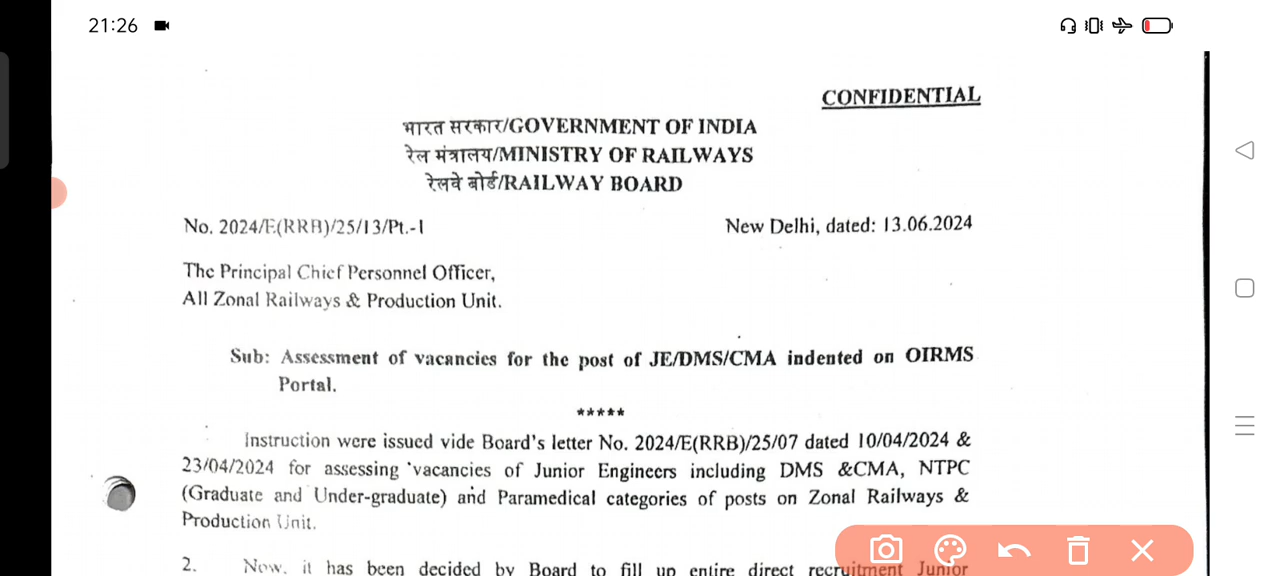 21:26
CONFIDENTIAL
भारत सरकार/GOVERNMENT OF INDIA
रेल मंत्रालय/MINISTRY OF RAILWAYS
रेलवे बोर्ड/RAILWAY BOARD
No. 2024/E(RRB)/25/13/Pt.-I New Delhi, dated: 13.06.2024
The Principal Chief Personnel Officer,
All Zonal Railways & Production Unit.
Sub: Assessment of vacancies for the post of JE/DMS/CMA indented on OIRMS
Portal.
*****
Instruction were issued vide Board's letter No. 2024/E(RRB)/25/07 dated 10/04/2024 &
23/04/2024 for assessing vacancies of Junior Engineers including DMS &CMA, NTPC
(Graduate and Under-graduate) and Paramedical categories of posts on Zonal Railways &
Production Unit.
2. Now, it has been decided by Board to fill up entire direct recruitment Junior